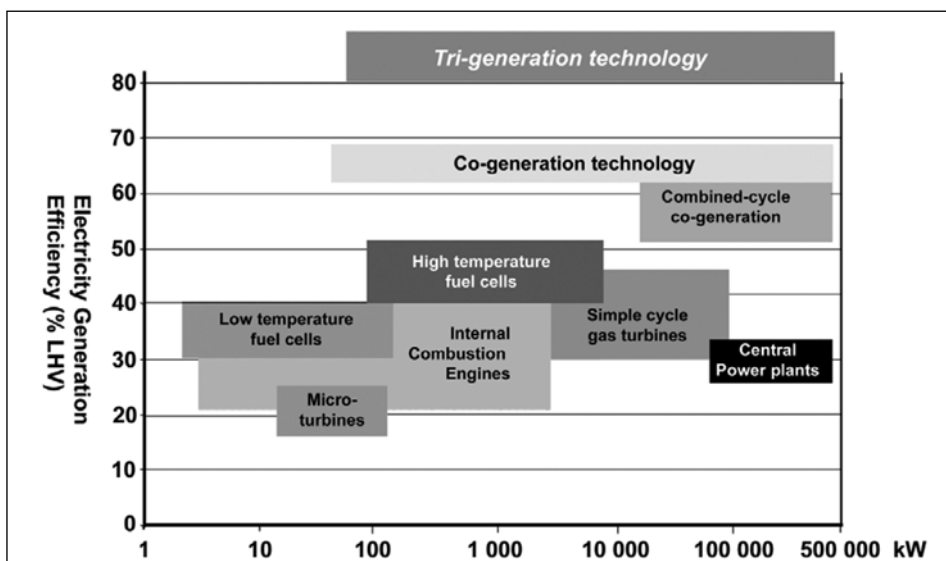 Tri-generation technology
80
70
Co-generation technology
60
Combined-cycle
co-generation
50
High temperature
fuel cells
40
Low temperature
fuel cells
Internal
Combustion
Engines
Simple cycle
gas turbines
30
Central
Power plants
Micro-
turbines
20
10
0
Electricity Generation
Efficiency (% LHV)
1 10 100 1 000 10 000 100 000 500 000 kW